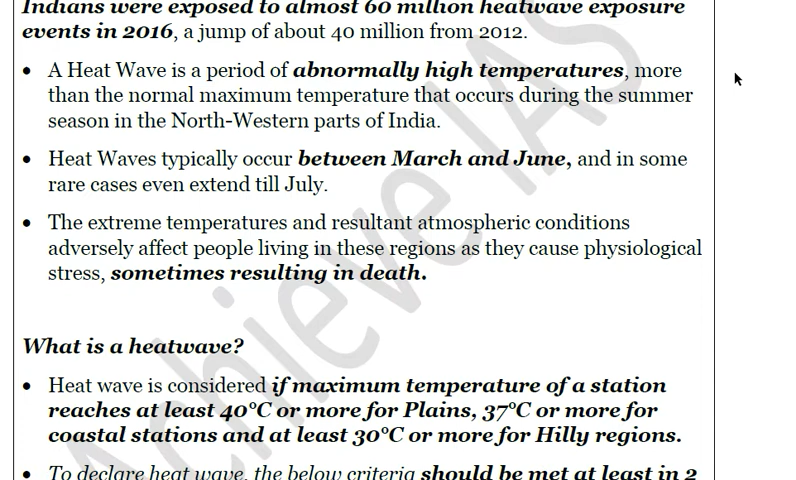 Indians were exposed to almost 60 million heatwave exposure
events in 2016, a jump of about 40 million from 2012.
• A Heat Wave is a period of abnormally high temperatures, more
than the normal maximum temperature that occurs during the summer
season in the North-Western parts of India.
• Heat Waves typically occur between March and June, and in some
rare cases even extend till July.
• The extreme temperatures and resultant atmospheric conditions
adversely affect people living in these regions as they cause physiological
stress, sometimes resulting in death.
What is a heatwave?
• Heat wave is considered if maximum temperature of a station
reaches at least 40°C or more for Plains, 37°C or more for
coastal stations and at least 30°C or more for Hilly regions.
• To declare heat wave, the below criteria should be met at least in 2
Achieve IAS